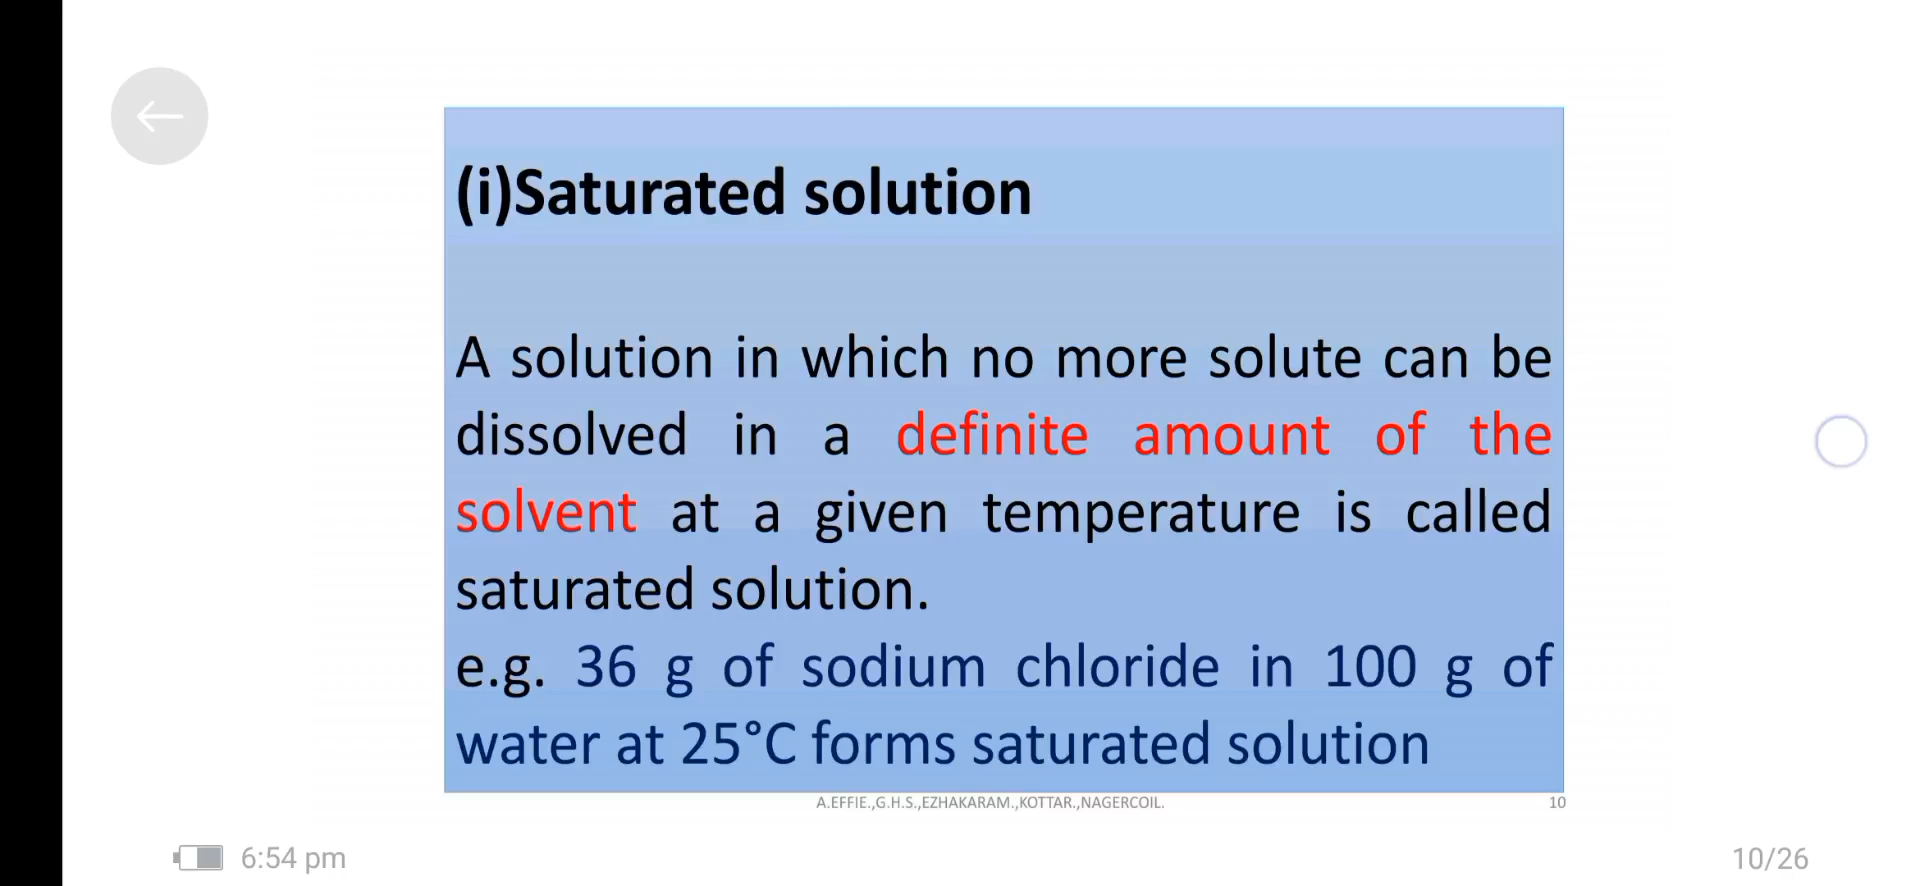 (i)Saturated solution
A solution in which no more solute can be
dissolved in a definite amount of the
solvent at a given temperature is called
saturated solution.
e.g. 36 g of sodium chloride in 100 g of
water at 25°C forms saturated solution
A.EFFIE.,G.H.S.,EZHAKARAM.,KOTTAR.,NAGERCOIL.
10
6:54 pm
10/26